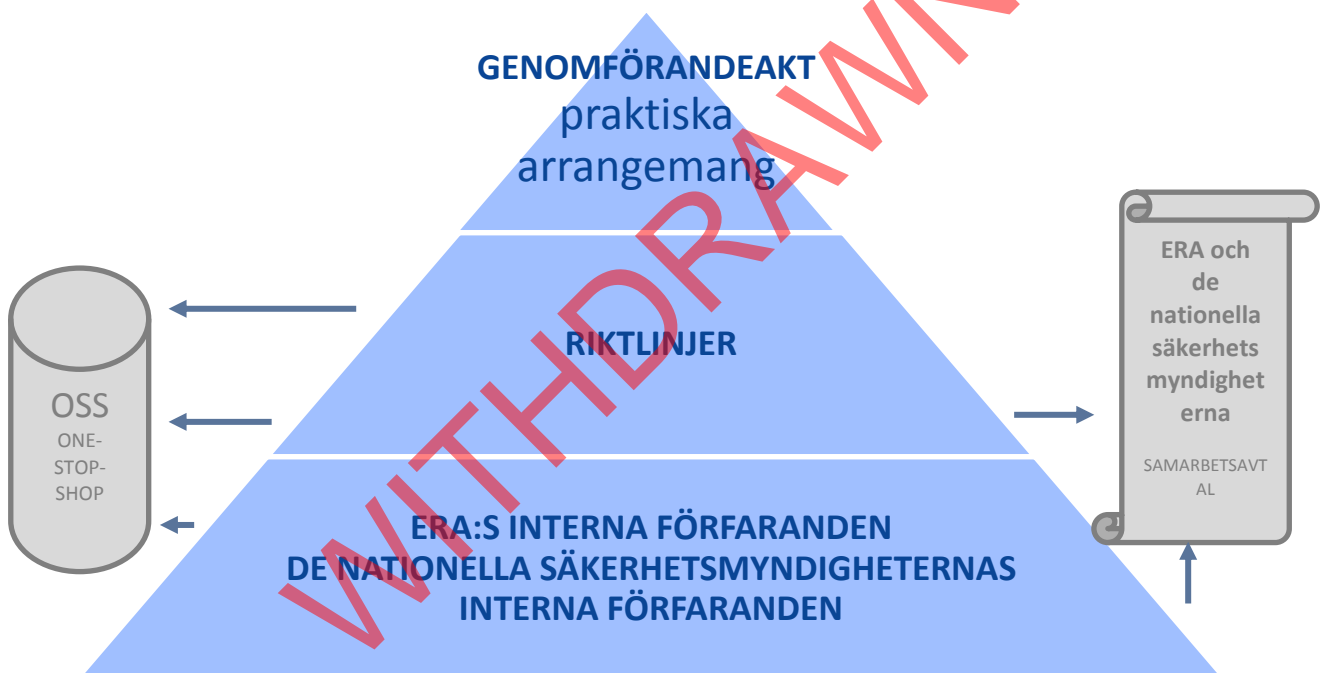 GENOMFÖRANDEAKT
praktiska
arrangemang
RIKTLINJER
ERA:S INTERNA FÖRFARANDEN
DE NATIONELLA SÄKERHETSMYNDIGHETERNAS
INTERNA FÖRFARANDEN
OSS
ONE-
STOP-
SHOP
ERA och
de
nationella
säkerhets
myndighet
erna
SAMARBETSAVT
AL
WITHDRAWN